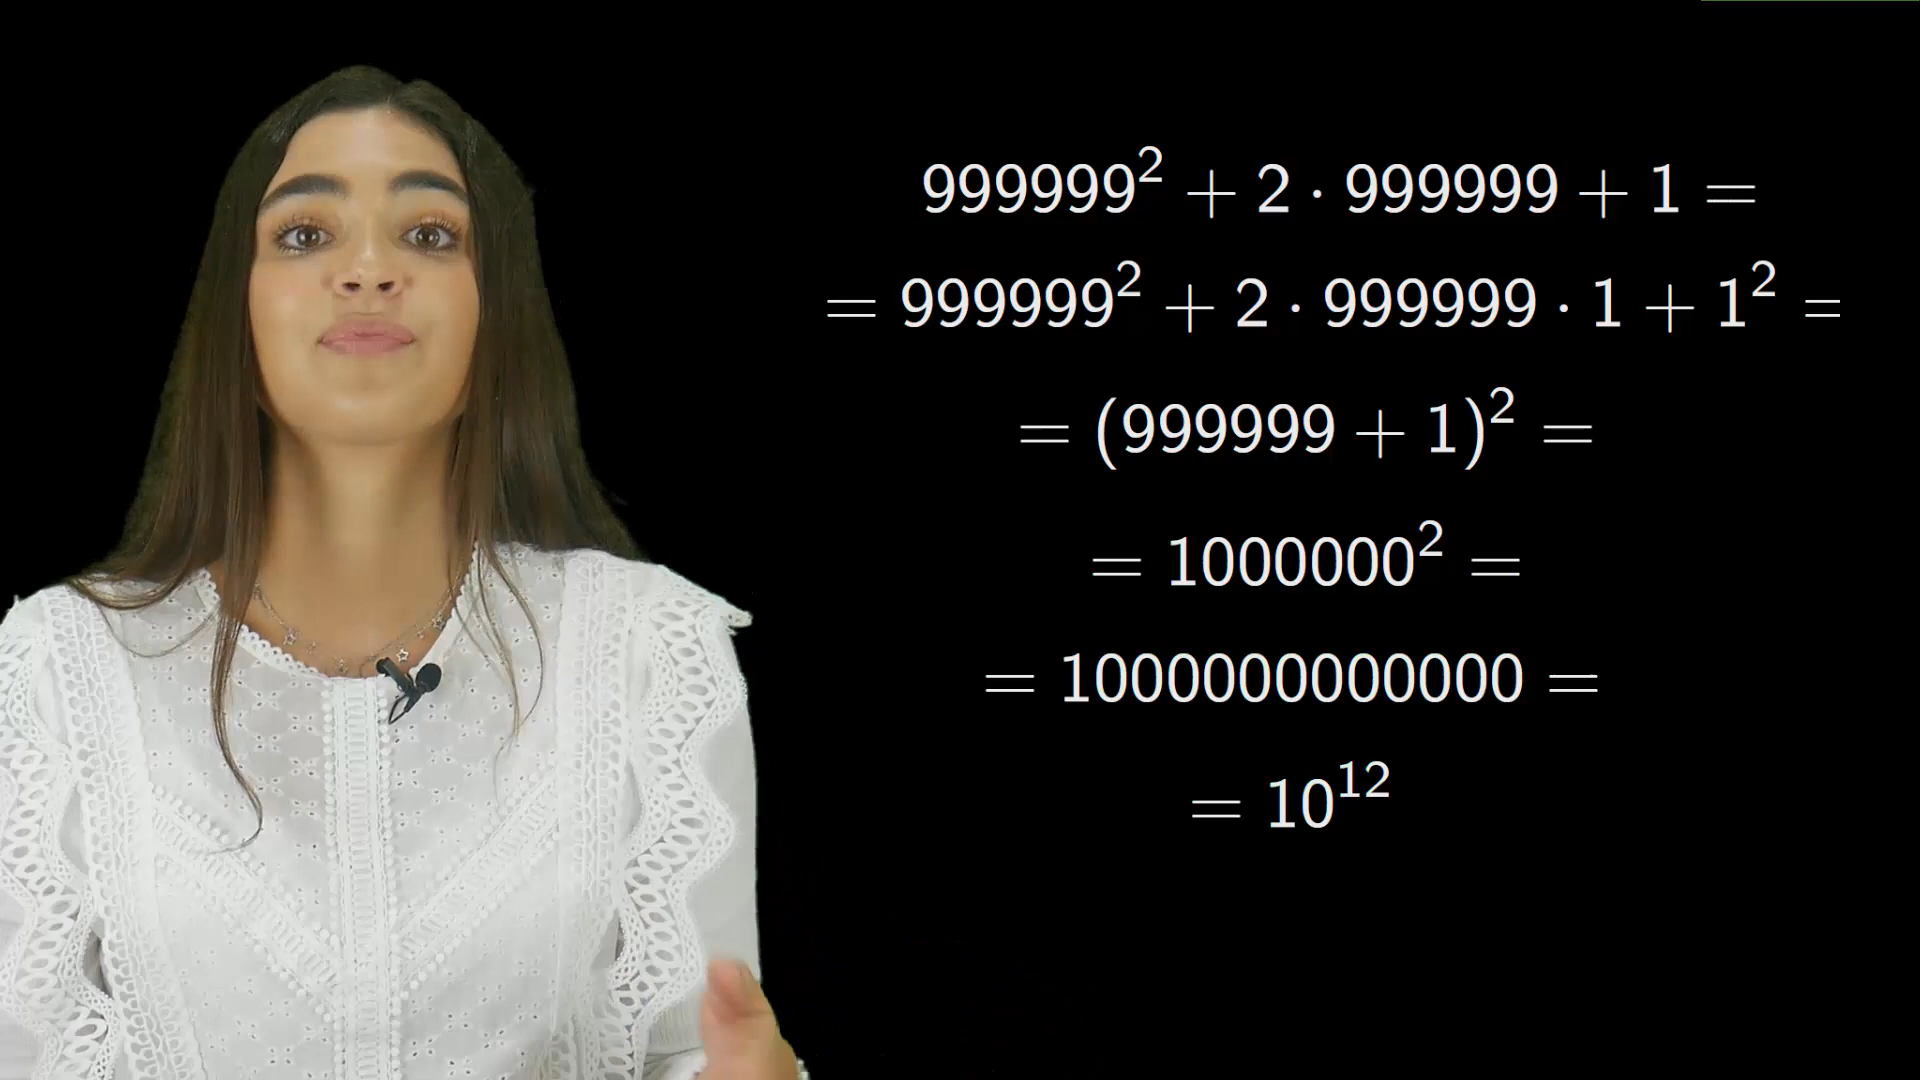 999999² + 2 · 999999 + 1 =
= 999999² + 2 · 999999 · 1 + 1² =
= (999999 + 1)² =
= 1000000² =
= 1000000000000 =
= 10¹²